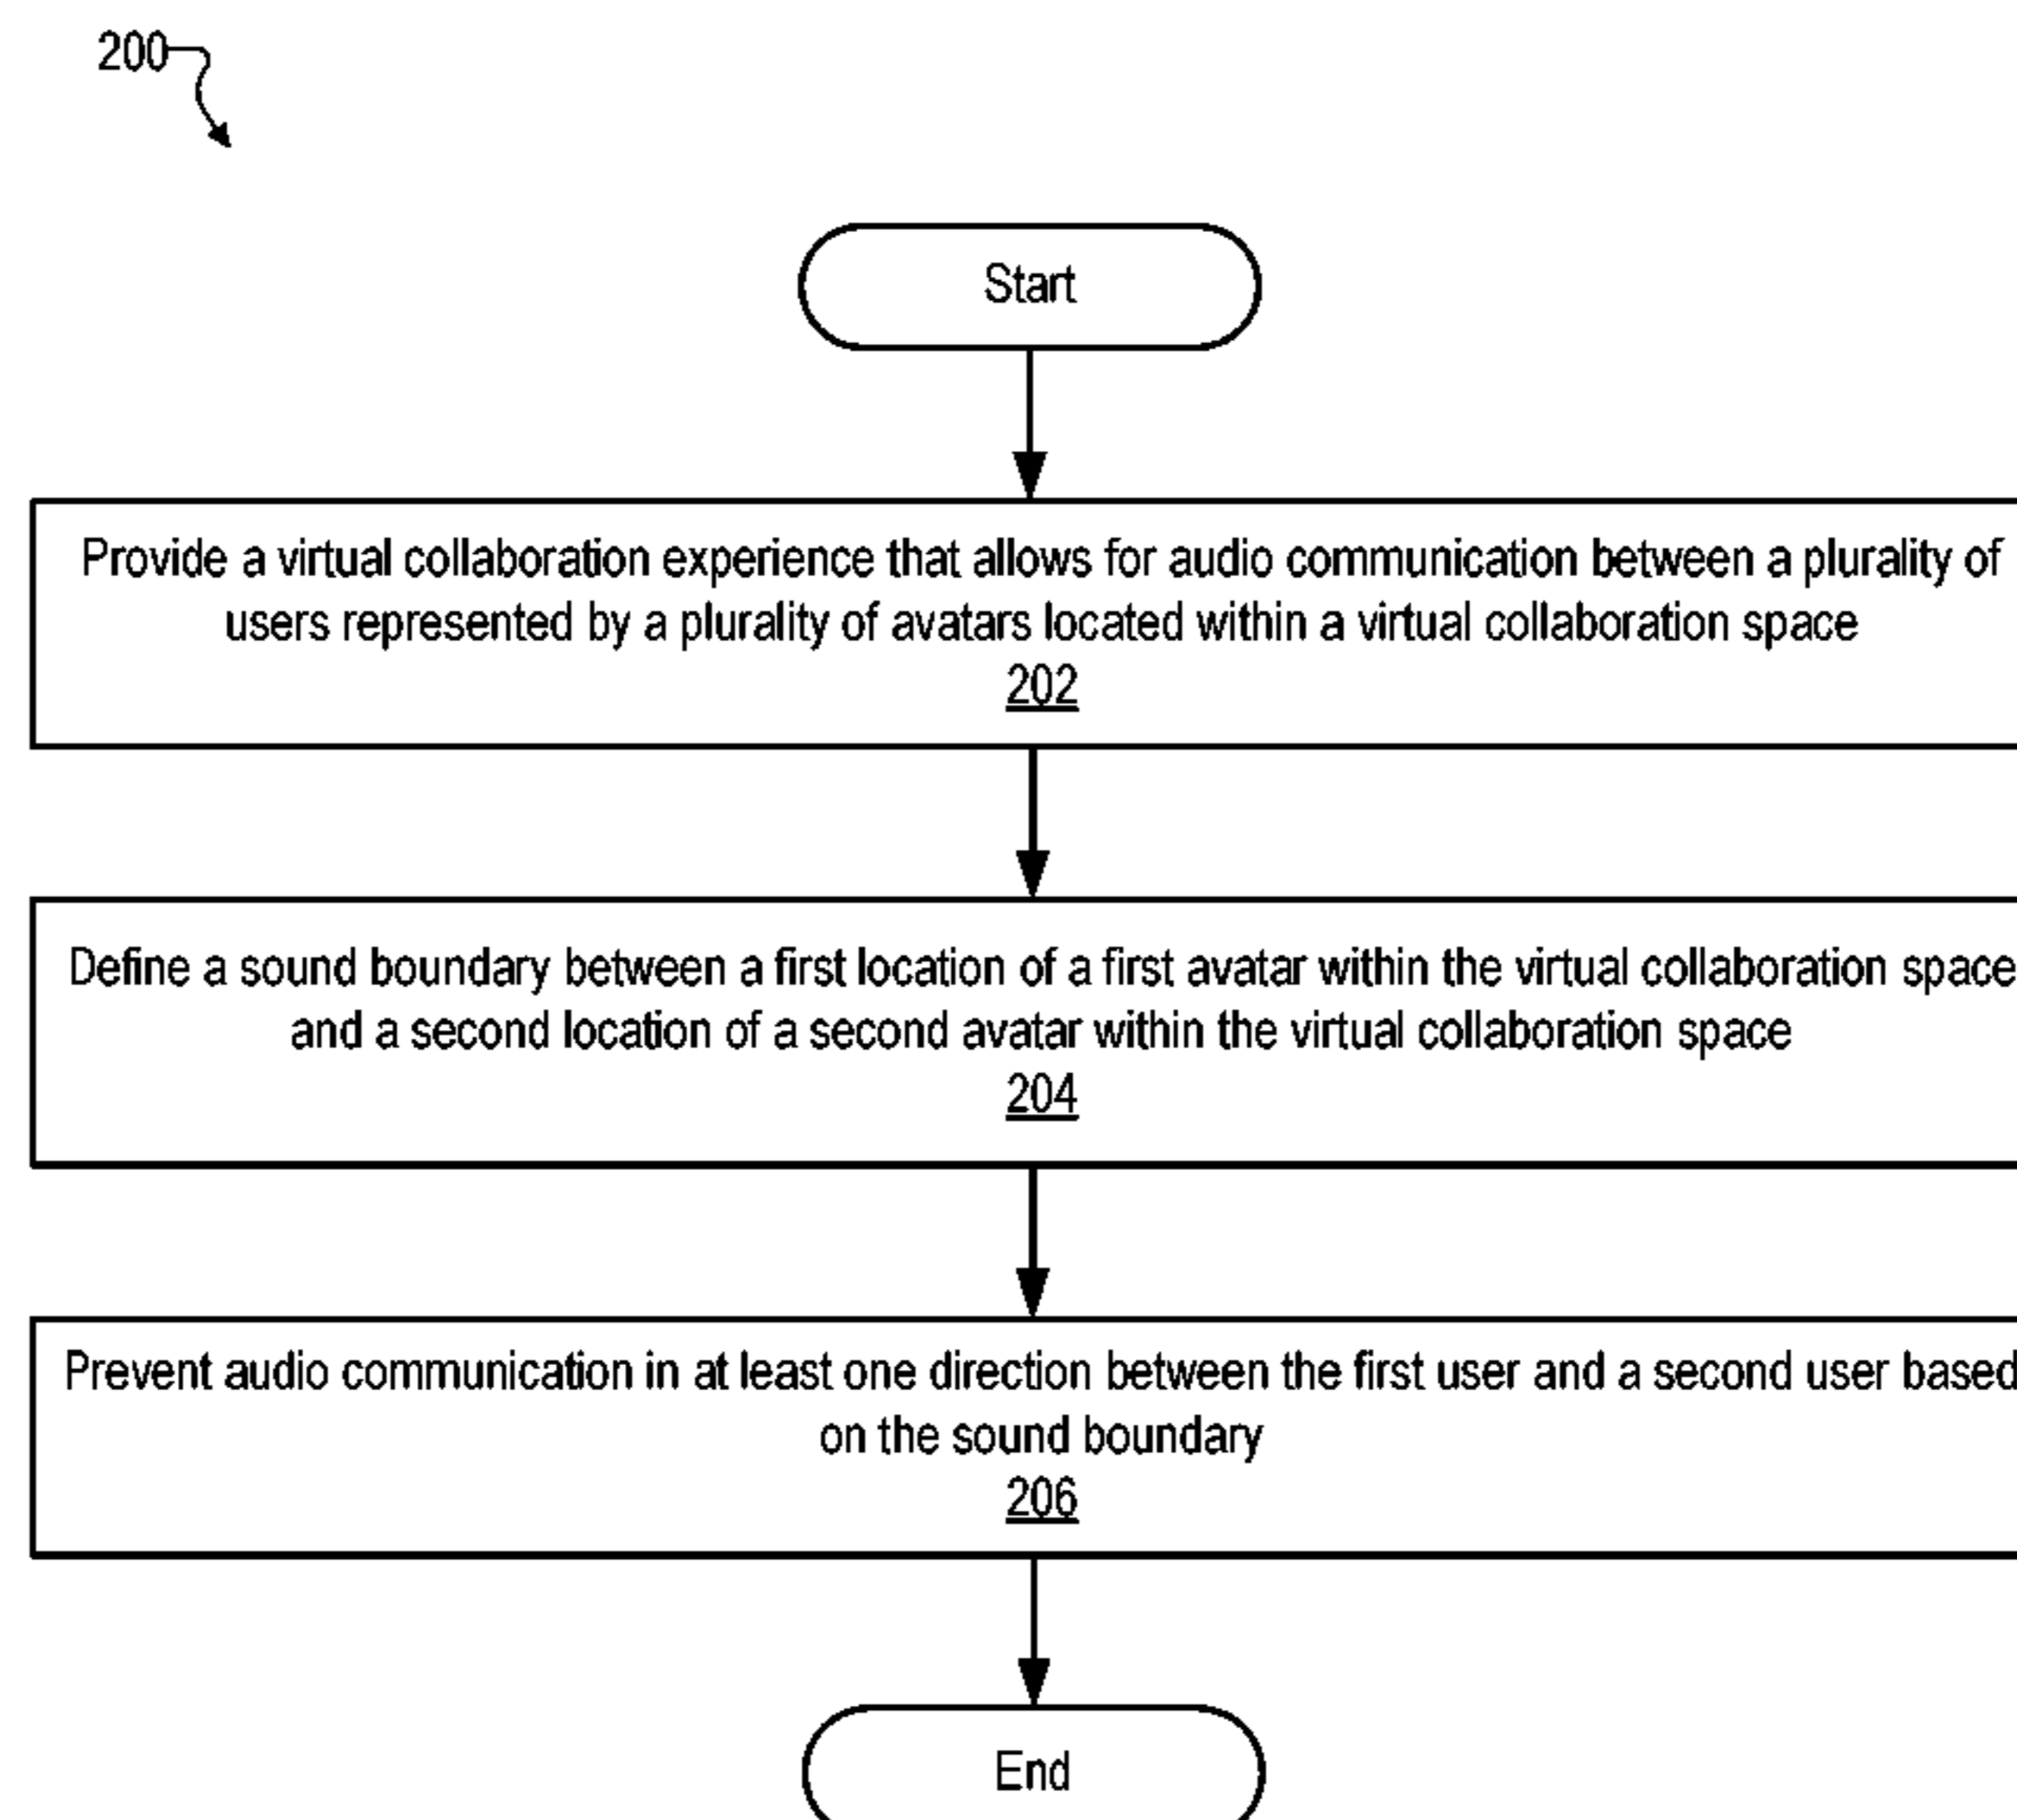 200
Start
Provide a virtual collaboration experience that allows for audio communication between a plurality of
users represented by a plurality of avatars located within a virtual collaboration space
202
Define a sound boundary between a first location of a first avatar within the virtual collaboration space
and a second location of a second avatar within the virtual collaboration space
204
Prevent audio communication in at least one direction between the first user and a second user based
on the sound boundary
206
End